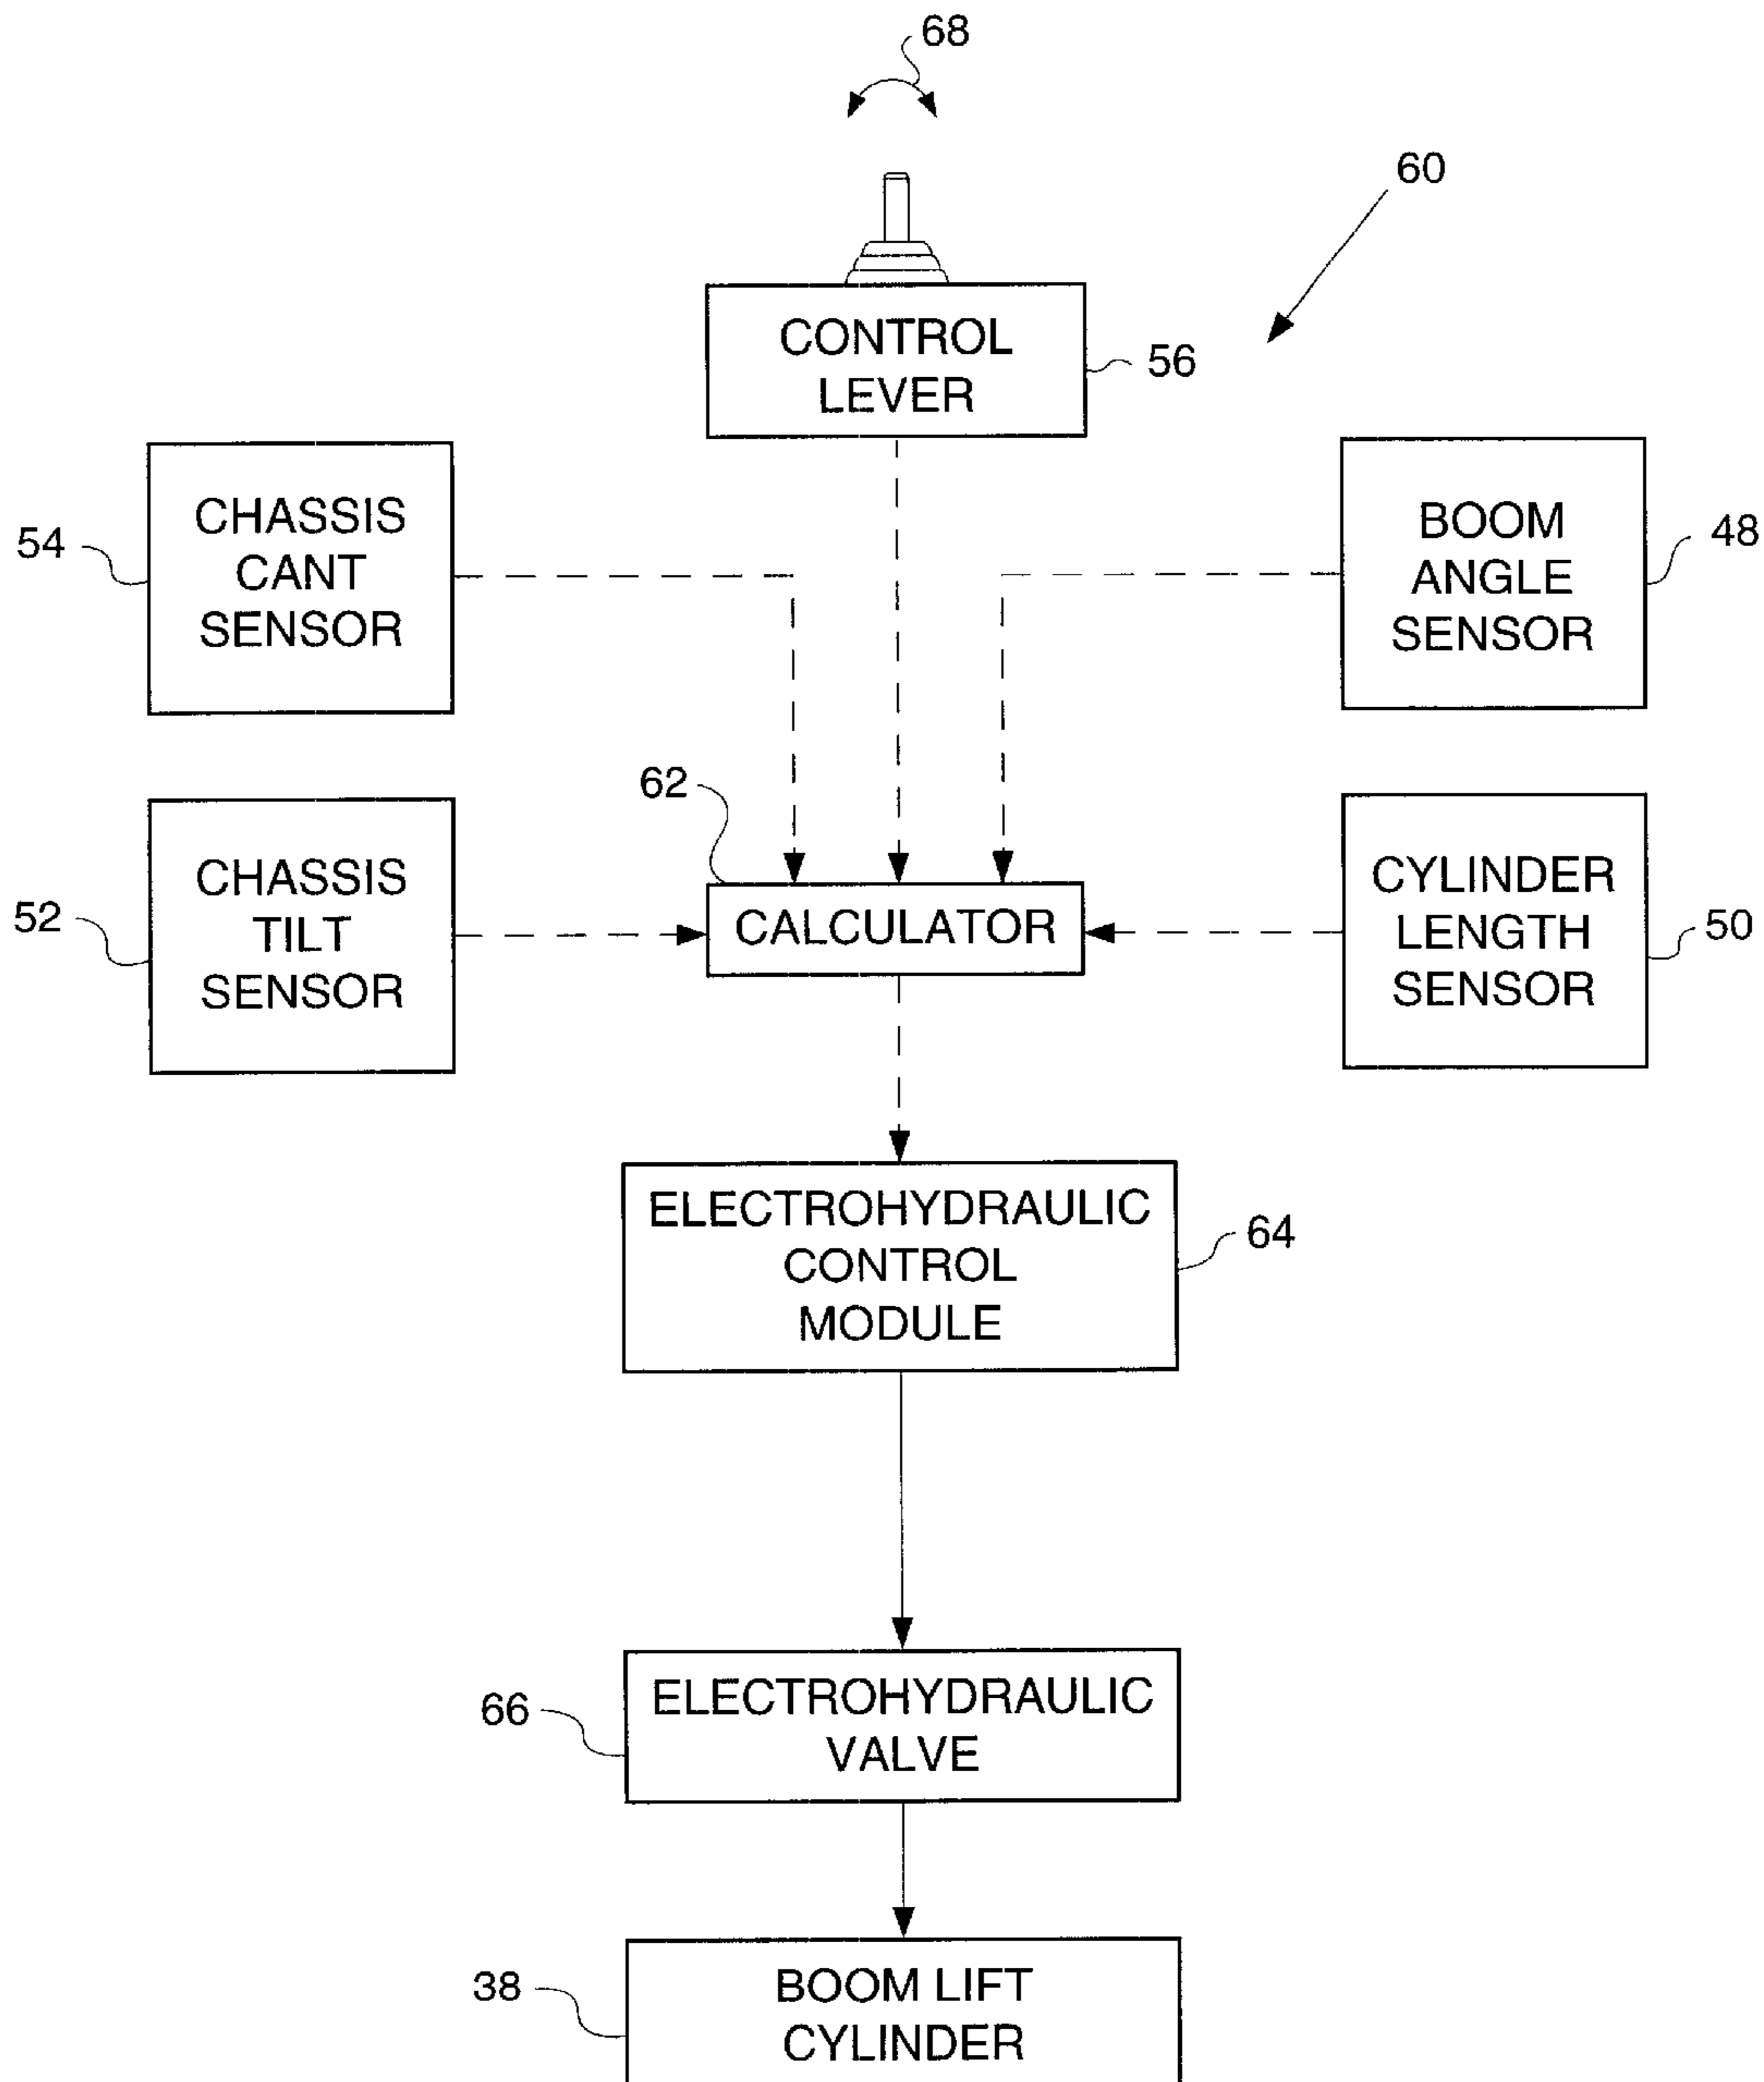 68
60
CONTROL
LEVER
56
CHASSIS
CANT
SENSOR
54
BOOM
ANGLE
SENSOR
48
62
CHASSIS
TILT
SENSOR
52
CALCULATOR
CYLINDER
LENGTH
SENSOR
50
ELECTROHYDRAULIC
CONTROL
MODULE
64
ELECTROHYDRAULIC
VALVE
66
BOOM LIFT
CYLINDER
38